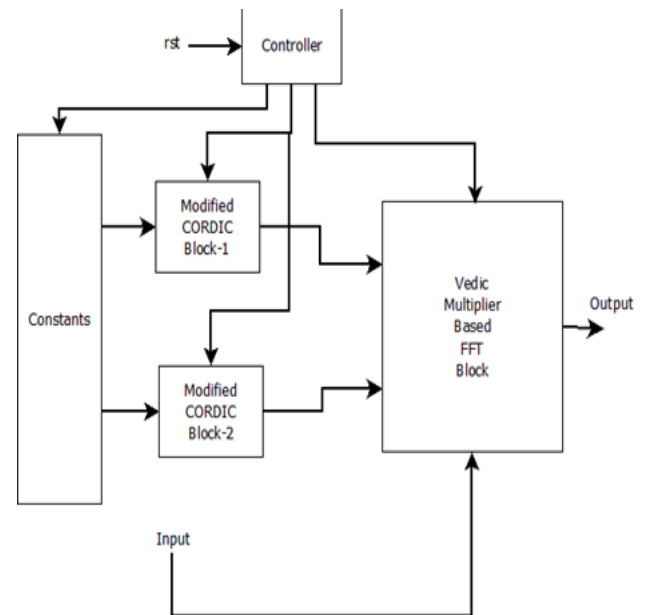 rst
Controller
Modified
CORDIC
Block-1
Constants
Vedic
Multiplier
Based
FFT
Block
Output
Modified
CORDIC
Block-2
Input